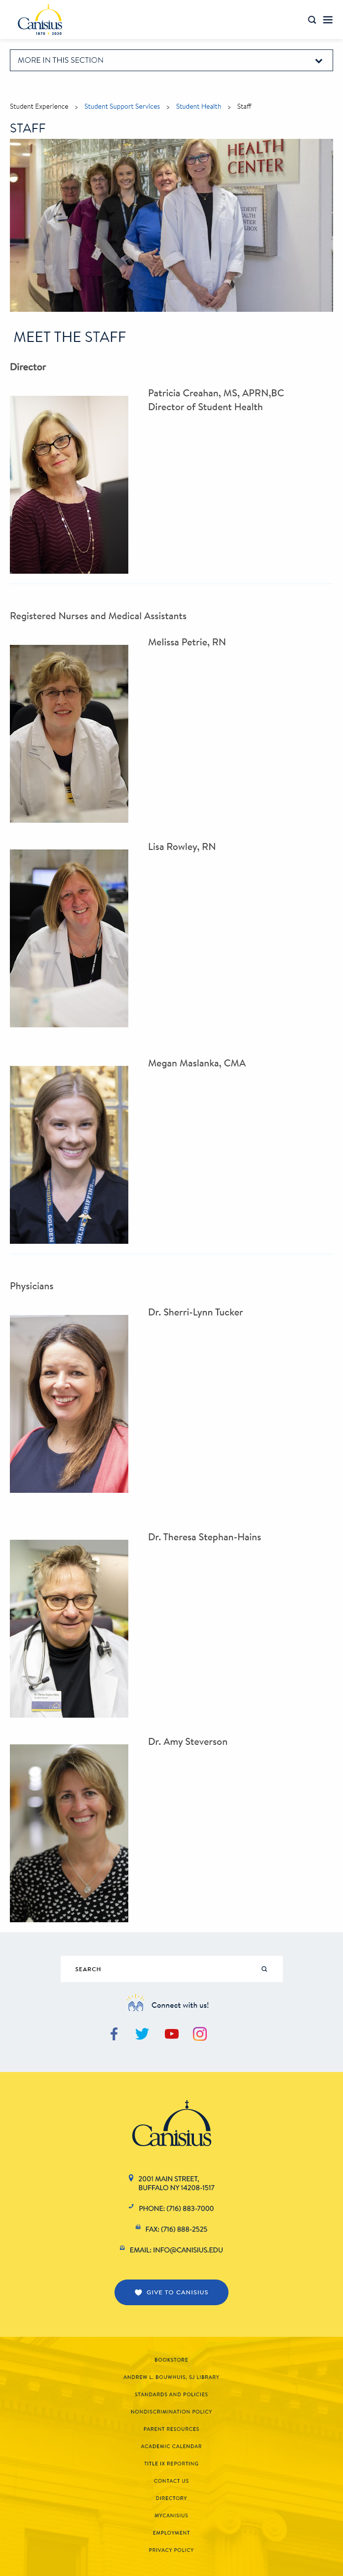 Canisius
1870 2020
MORE IN THIS SECTION
Student Experience > Student Support Services > Student Health > Staff
STAFF
HEALTH
CENTER
MEET THE STAFF
Director
Patricia Creahan, MS, APRN,BC
Director of Student Health
Registered Nurses and Medical Assistants
Melissa Petrie, RN
Lisa Rowley, RN
Megan Maslanka, CMA
Physicians
Dr. Sherri-Lynn Tucker
Dr. Theresa Stephan-Hains
Dr. Amy Steverson
SEARCH
Connect with us!
Canisius
2001 MAIN STREET,
BUFFALO NY 14208-1517
PHONE: (716) 883-7000
FAX: (716) 888-2525
EMAIL: INFO@CANISIUS.EDU
GIVE TO CANISIUS
BOOKSTORE
ANDREW L. BOUWHUIS, SJ LIBRARY
STANDARDS AND POLICIES
NONDISCRIMINATION POLICY
PARENT RESOURCES
ACADEMIC CALENDAR
TITLE IX REPORTING
CONTACT US
DIRECTORY
MYCANISIUS
EMPLOYMENT
PRIVACY POLICY